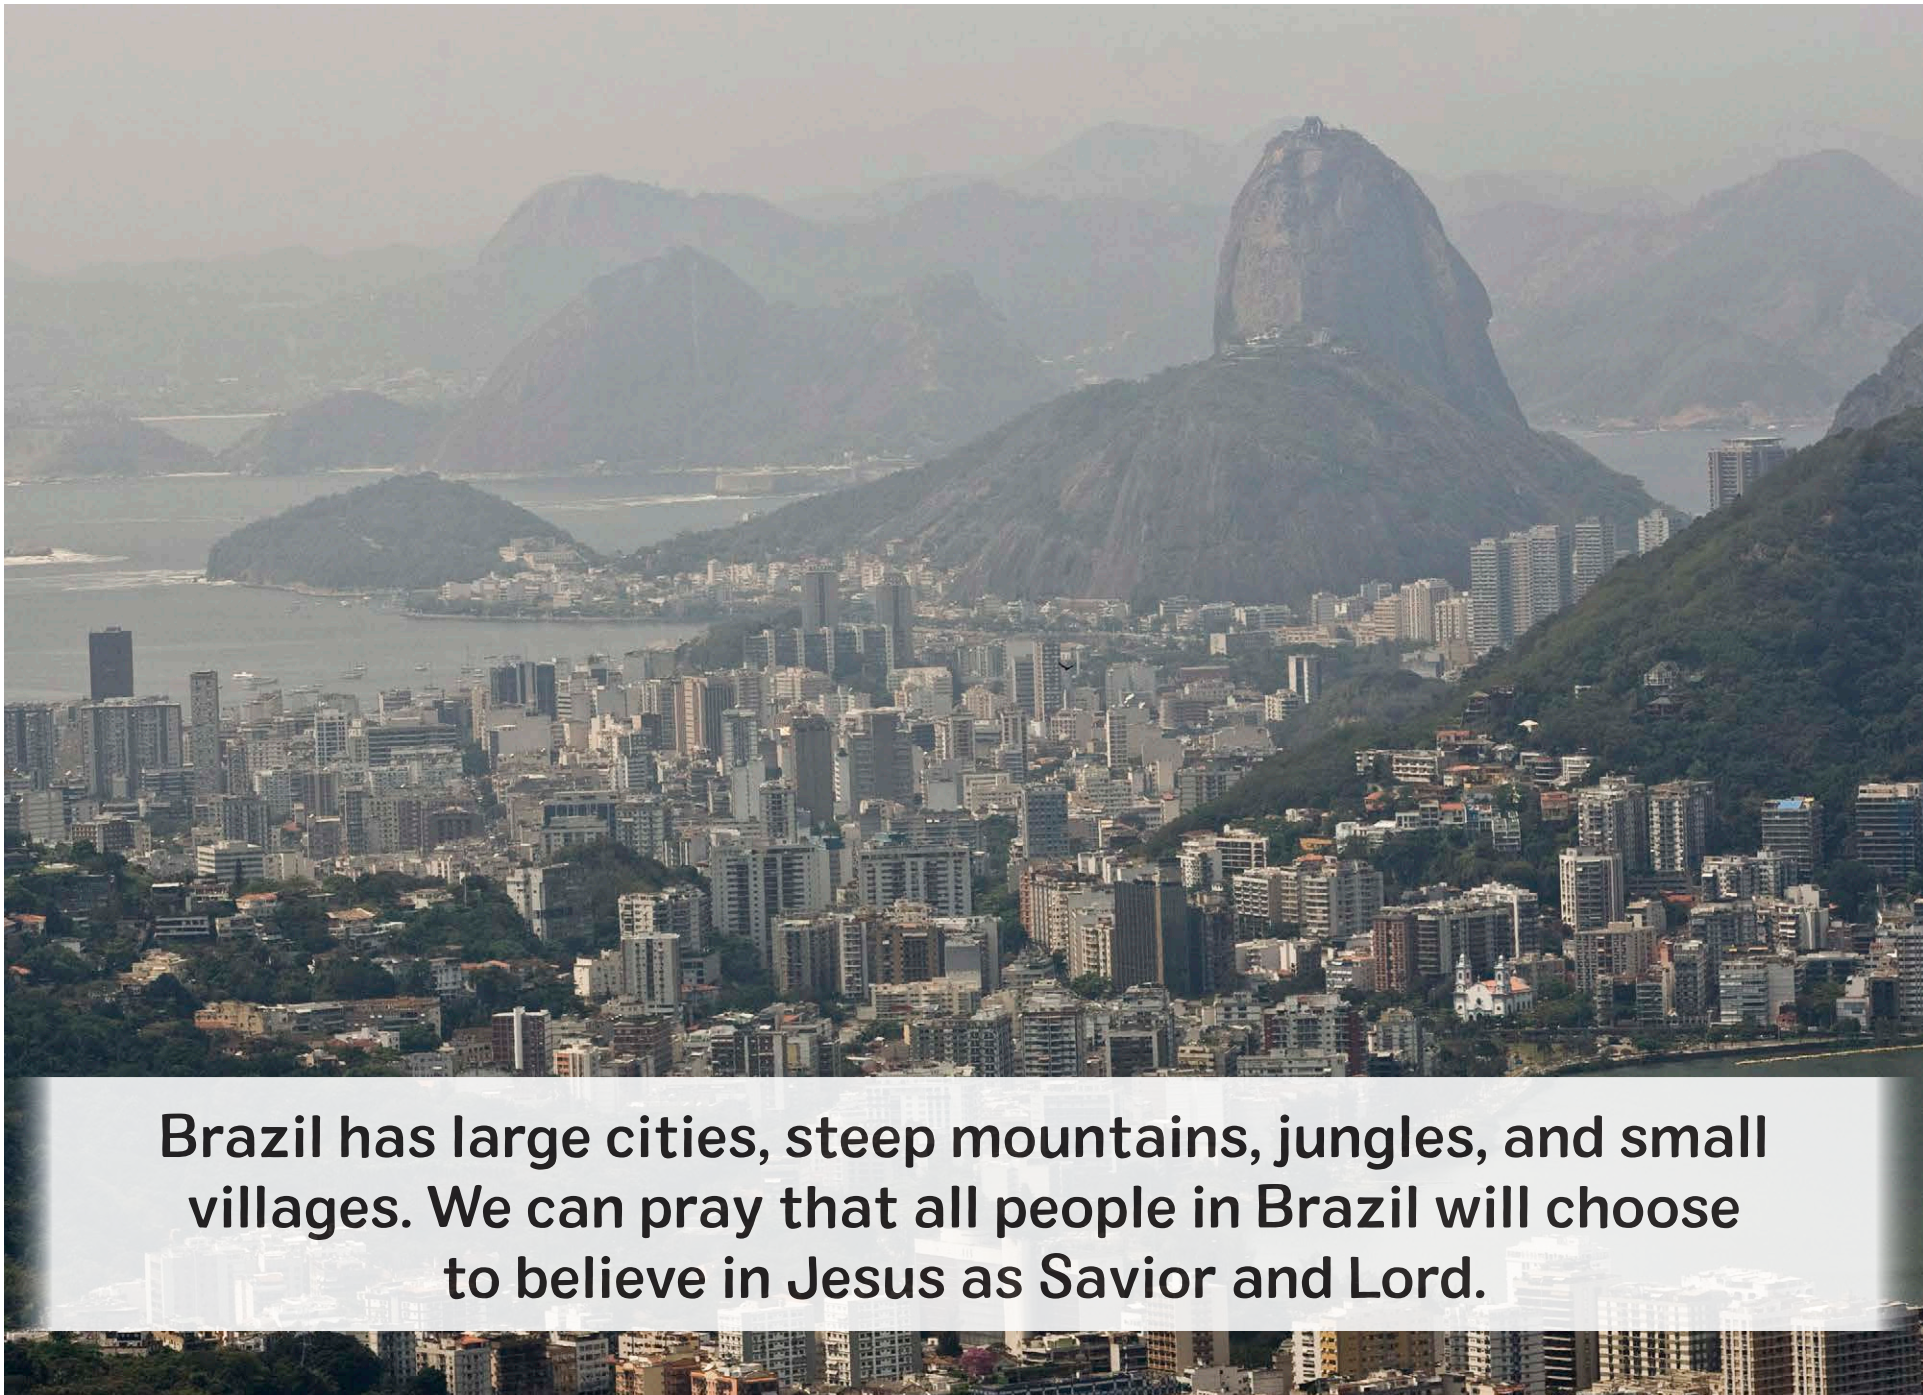 Brazil has large cities, steep mountains, jungles, and small
villages. We can pray that all people in Brazil will choose
to believe in Jesus as Savior and Lord.